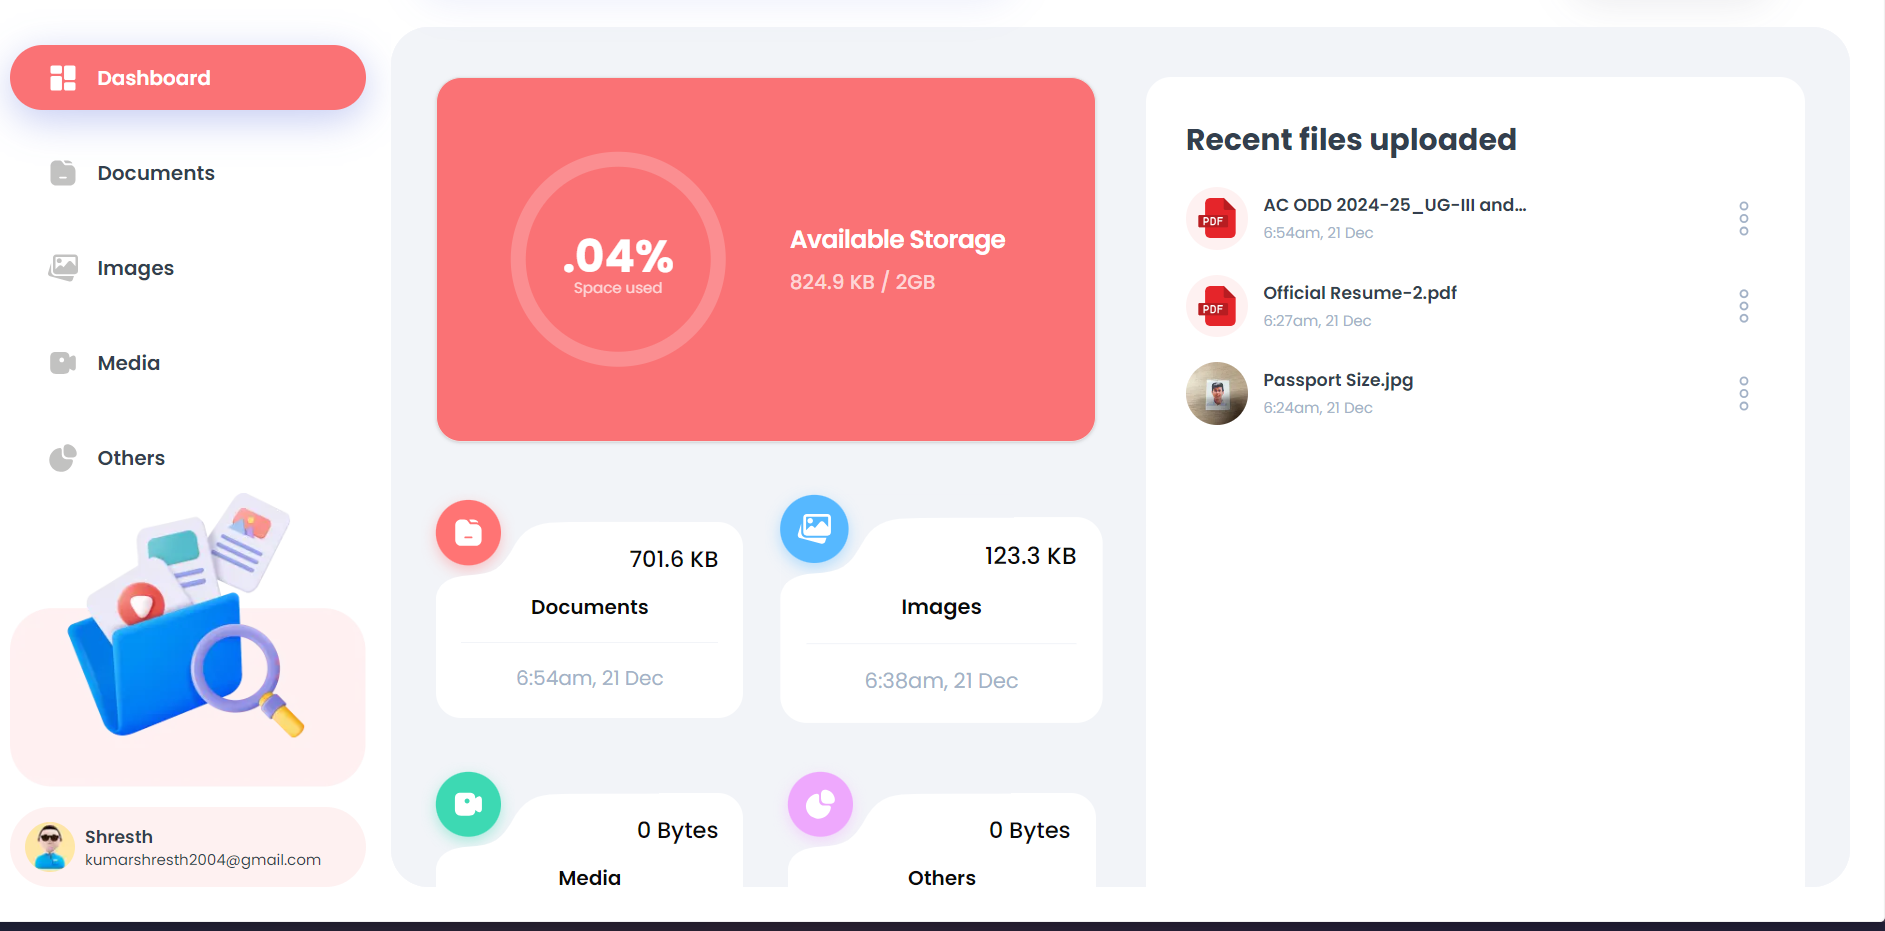 Dashboard
Documents
Images
Media
Others
Shresth
kumarshresth2004@gmail.com
.04%
Space used
Available Storage
824.9 KB / 2GB
701.6 KB
Documents
6:54am, 21 Dec
123.3 KB
Images
6:38am, 21 Dec
0 Bytes
Media
0 Bytes
Others
Recent files uploaded
PDF
AC ODD 2024-25_UG-III and...
6:54am, 21 Dec
PDF
Official Resume-2.pdf
6:27am, 21 Dec
Passport Size.jpg
6:24am, 21 Dec